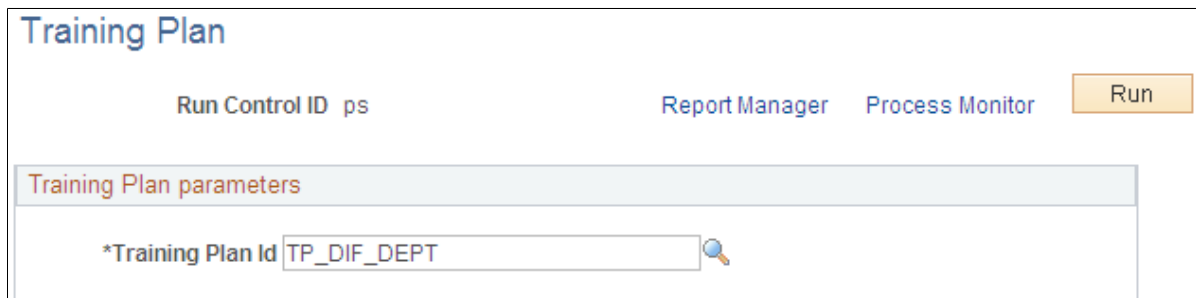 Training Plan
Run Control ID ps Report Manager Process Monitor Run
Training Plan parameters
*Training Plan Id TP_DIF_DEPT